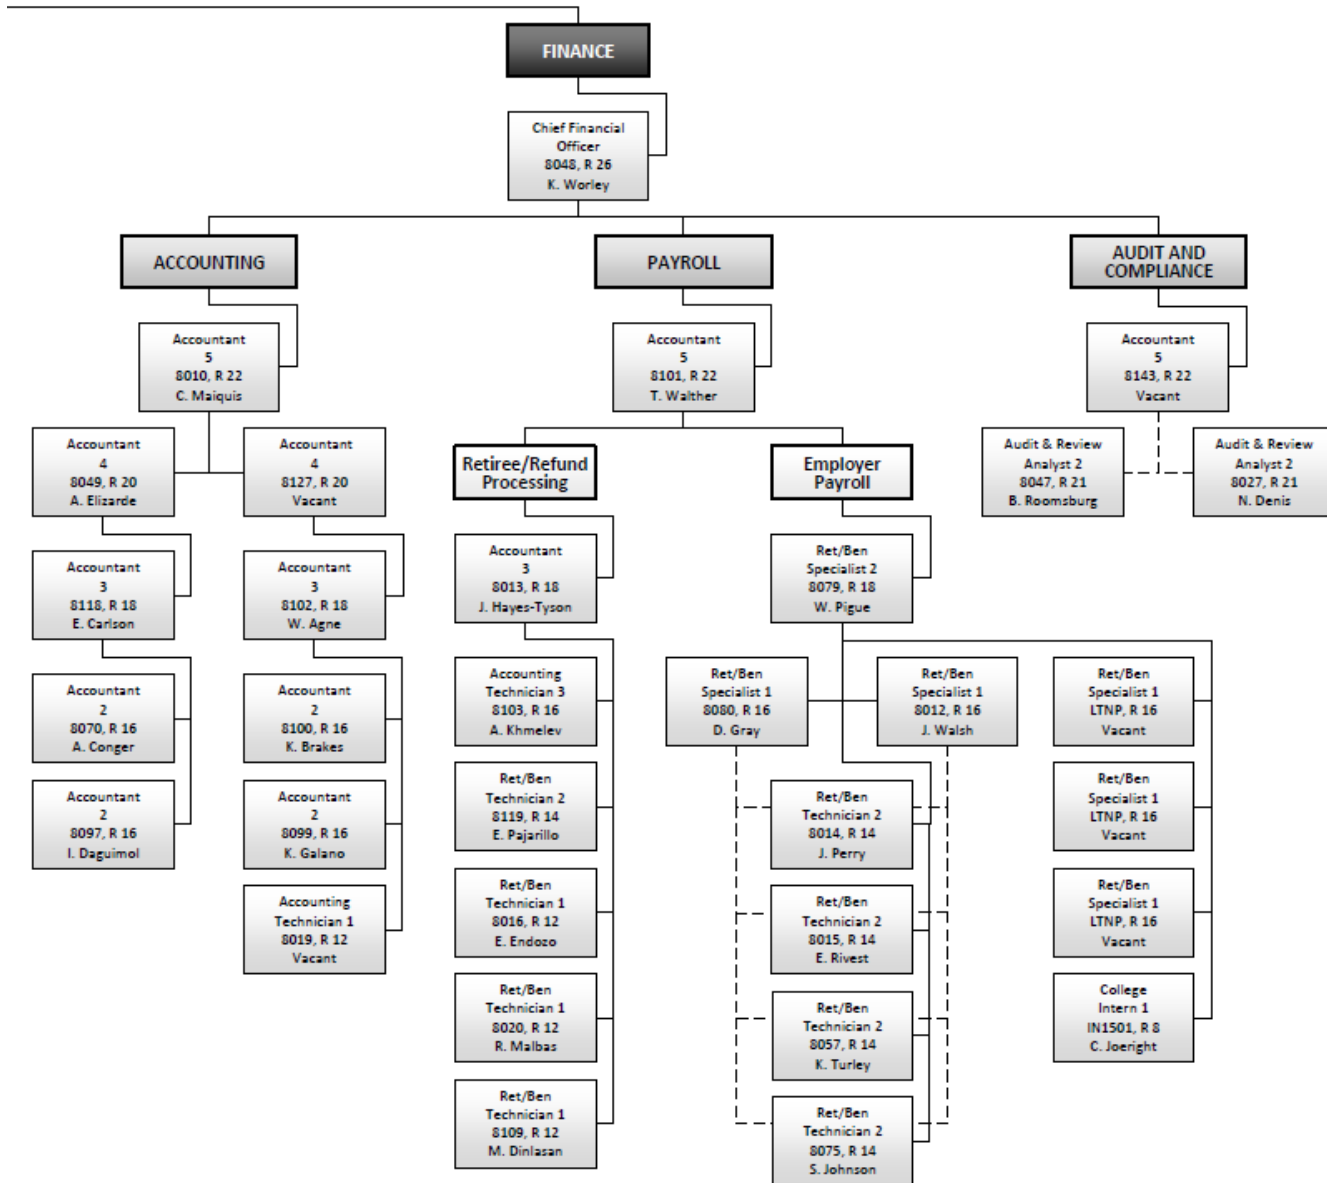 FINANCE
Chief Financial
Officer
8048, R 26
K. Worley
ACCOUNTING
PAYROLL
AUDIT AND
COMPLIANCE
Accountant
5
8010, R 22
C. Maiquis
Accountant
5
8101, R 22
T. Walther
Accountant
5
8143, R 22
Vacant
Accountant
4
8049, R 20
A. Elizarde
Accountant
4
8127, R 20
Vacant
Retiree/Refund
Processing
Employer
Payroll
Audit & Review
Analyst 2
8047, R 21
B. Roomsburg
Audit & Review
Analyst 2
8027, R 21
N. Denis
Accountant
3
8118, R 18
E. Carlson
Accountant
3
8102, R 18
W. Agne
Accountant
3
8013, R 18
J. Hayes-Tyson
Ret/Ben
Specialist 2
8079, R 18
W. Pigue
Accountant
2
8070, R 16
A. Conger
Accountant
2
8100, R 16
K. Brakes
Accounting
Technician 3
8103, R 16
A. Khmelev
Ret/Ben
Specialist 1
8080, R 16
D. Gray
Ret/Ben
Specialist 1
8012, R 16
J. Walsh
Ret/Ben
Specialist 1
LTNP, R 16
Vacant
Accountant
2
8097, R 16
I. Daguimol
Accountant
2
8099, R 16
K. Galano
Ret/Ben
Technician 2
8119, R 14
E. Pajarillo
Ret/Ben
Technician 2
8014, R 14
J. Perry
Ret/Ben
Specialist 1
LTNP, R 16
Vacant
Accounting
Technician 1
8019, R 12
Vacant
Ret/Ben
Technician 1
8016, R 12
E. Endozo
Ret/Ben
Technician 2
8015, R 14
E. Rivest
Ret/Ben
Specialist 1
LTNP, R 16
Vacant
Ret/Ben
Technician 1
8020, R 12
R. Malbas
Ret/Ben
Technician 2
8057, R 14
K. Turley
College
Intern 1
IN1501, R 8
C. Joeright
Ret/Ben
Technician 1
8109, R 12
M. Dinlasan
Ret/Ben
Technician 2
8075, R 14
S. Johnson